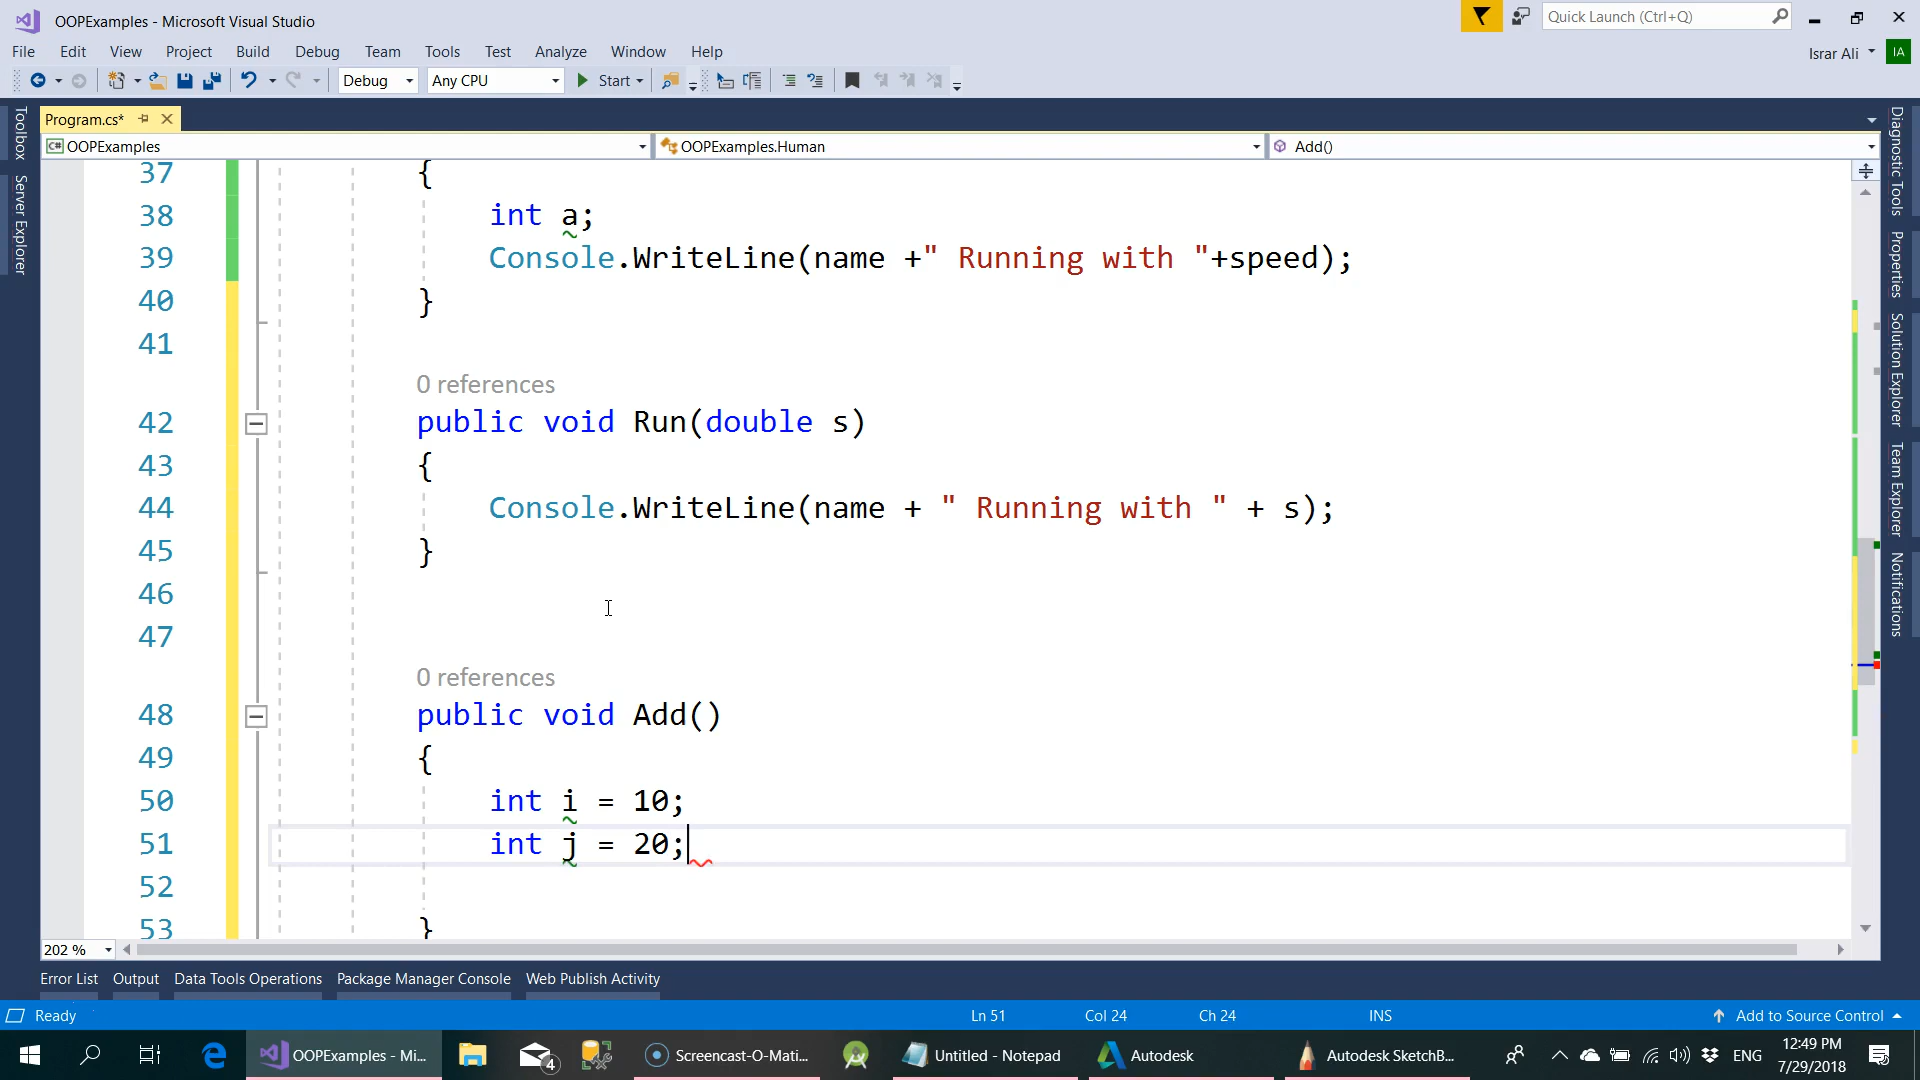 OOPExamples - Microsoft Visual Studio
Quick Launch (Ctrl+Q)
File Edit View Project Build Debug Team Tools Test Analyze Window Help
Israr Ali IA
Debug Any CPU Start
Program.cs*
C# OOPExamples OOPExamples.Human Add()
Toolbox
Server Explorer
Diagnostic Tools
Properties
Solution Explorer
Team Explorer
Notifications
37 {
38 int a;
39 Console.WriteLine(name +" Running with "+speed);
40 }
41
0 references
42 public void Run(double s)
43 {
44 Console.WriteLine(name + " Running with " + s);
45 }
46
47
0 references
48 public void Add()
49 {
50 int i = 10;
51 int j = 20;
52
53 }
202 %
Error List Output Data Tools Operations Package Manager Console Web Publish Activity
Ready Ln 51 Col 24 Ch 24 INS Add to Source Control
OOPExamples - Mi... 4 Screencast-O-Mati... Untitled - Notepad Autodesk Autodesk SketchB... ENG 12:49 PM
7/29/2018